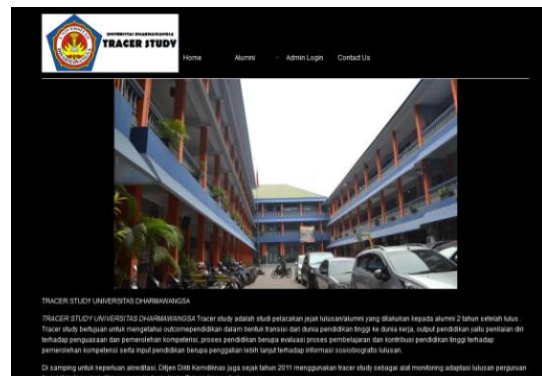 UNIVERSITAS DHARMAWANGSA
TRACER STUDY
Home Alumni Admin Login Contact Us
TRACER STUDY UNIVERSITAS DHARMAWANGSA
TRACER STUDY UNIVERSITAS DHARMAWANGSA Tracer study adalah studi pelacakan jejak lulusan/alumni yang dilakukan kepada alumni 2 tahun setelah lulus .
Tracer study bertujuan untuk mengetahui outcomependidikan dalam bentuk transisi dari dunia pendidikan tinggi ke dunia kerja, output pendidikan yaitu penilaian diri
terhadap penguasaan dan pemerolehan kompetensi, proses pendidikan berupa evaluasi proses pembelajaran dan kontribusi pendidikan tinggi terhadap
pemerolehan kompetensi serta input pendidikan berupa penggalian lebih lanjut terhadap informasi sosiobiografis lulusan.
Di samping untuk keperluan akreditasi, Ditjen Dikti Kemdiknas juga sejak tahun 2011 menggunakan tracer study sebagai alat monitoring adaptasi lulusan perguruan